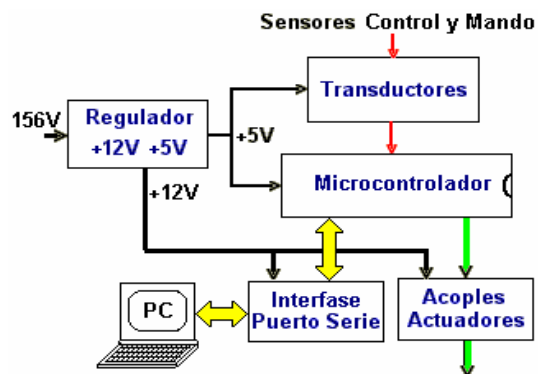 Sensores Control y Mando
Transductores
156V
Regulador
+12V +5V
+5V
+12V
Microcontrolador
PC
Interfase
Puerto Serie
Acoples
Actuadores